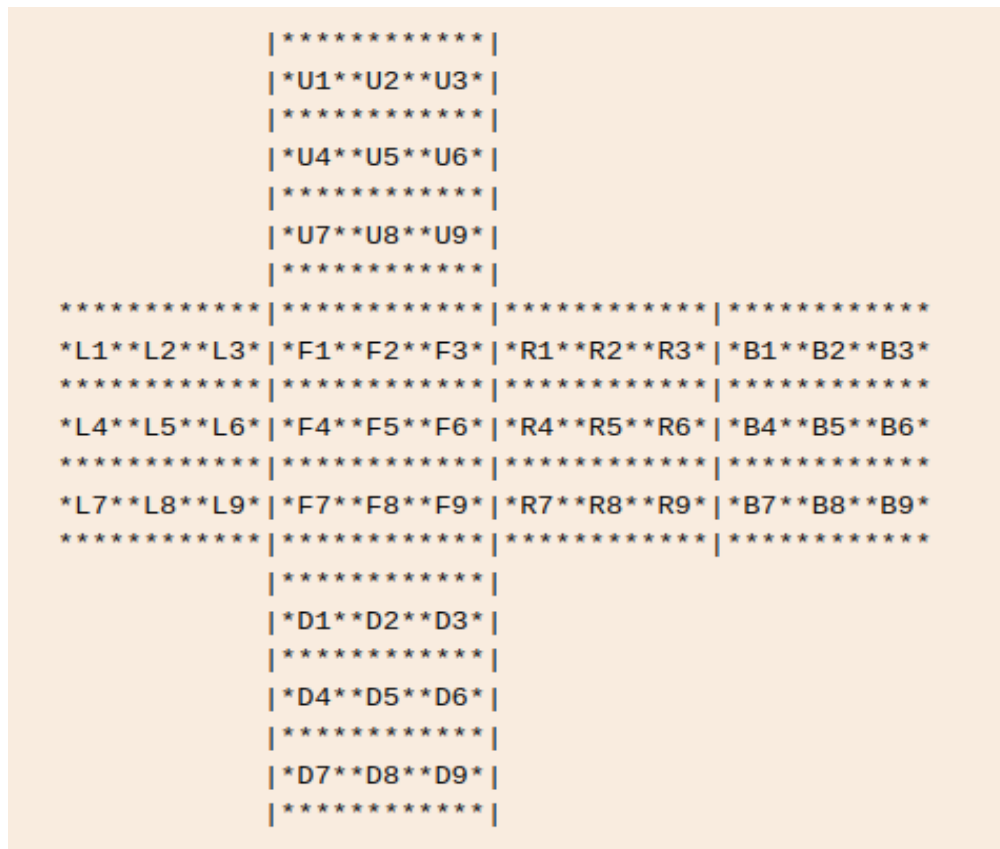 |************|
|*U1**U2**U3*|
|************|
|*U4**U5**U6*|
|************|
|*U7**U8**U9*|
|************|
************|************|************|************
*L1**L2**L3*|*F1**F2**F3*|*R1**R2**R3*|*B1**B2**B3*
************|************|************|************
*L4**L5**L6*|*F4**F5**F6*|*R4**R5**R6*|*B4**B5**B6*
************|************|************|************
*L7**L8**L9*|*F7**F8**F9*|*R7**R8**R9*|*B7**B8**B9*
************|************|************|************
|************|
|*D1**D2**D3*|
|************|
|*D4**D5**D6*|
|************|
|*D7**D8**D9*|
|************|